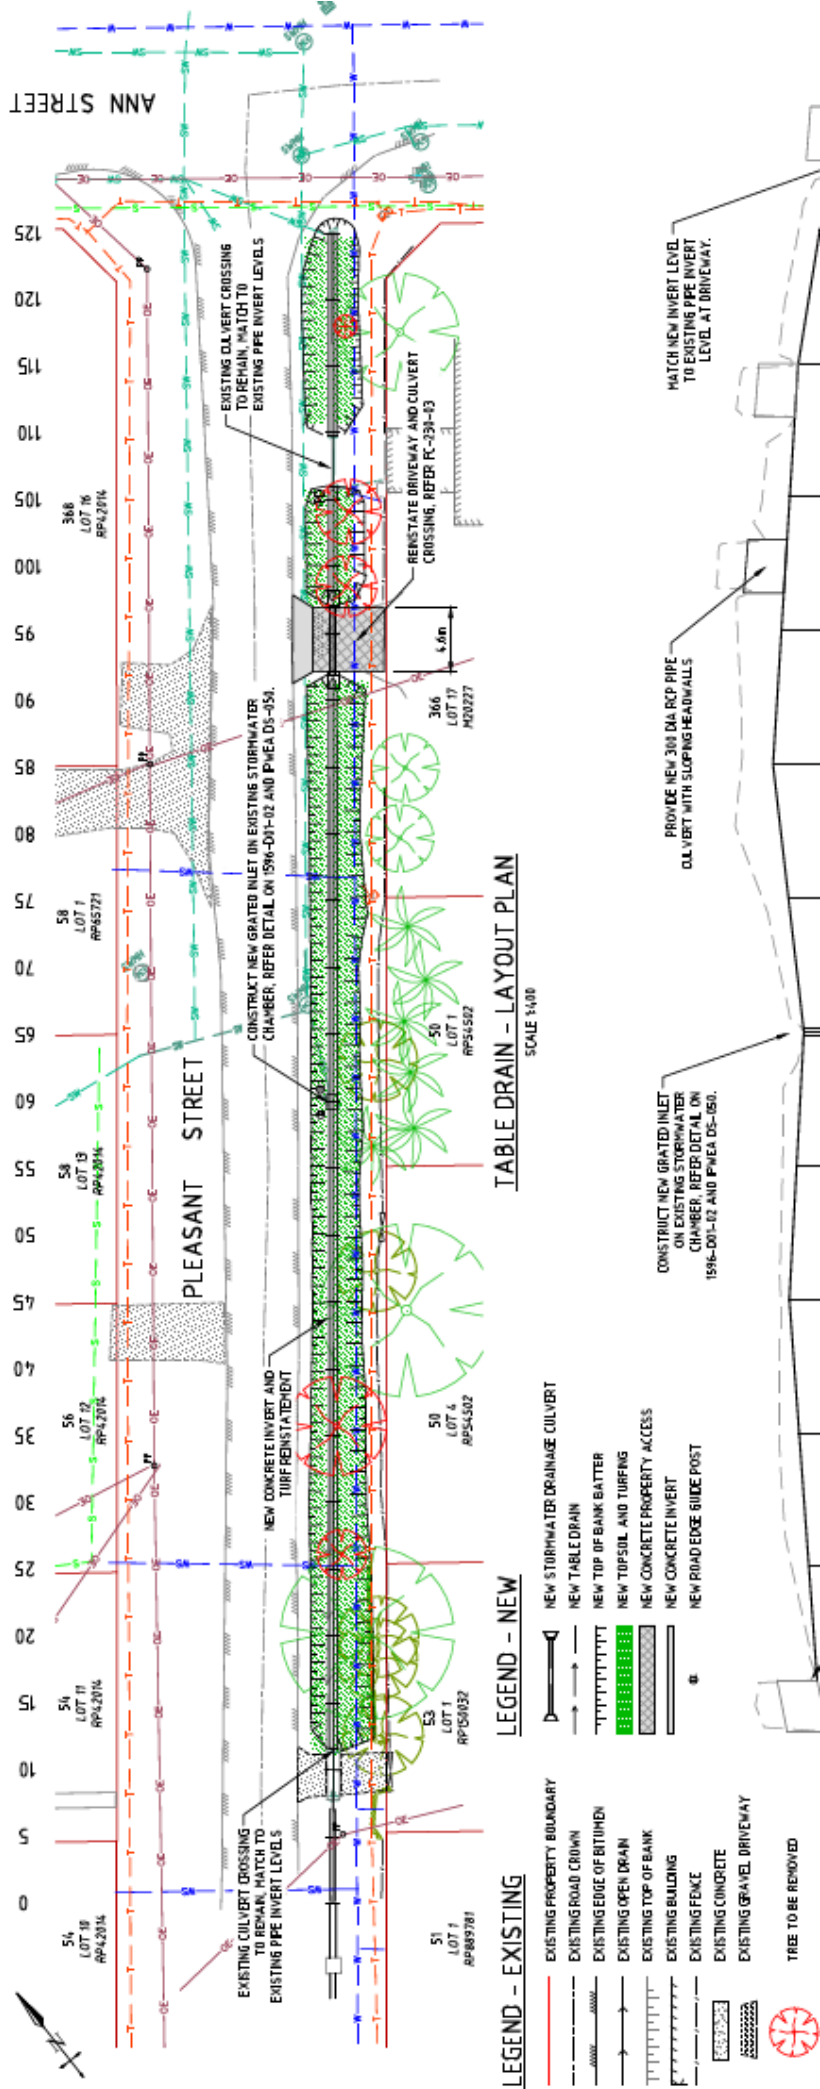 ANN STREET
125
120
115
110
105
100
95
90
85
80
75
70
65
60
55
50
45
40
35
30
25
20
15
10
5
0
368
LOT 16
RP42014
58
LOT 1
RP65721
58
LOT 13
RP42014
56
LOT 12
RP42014
54
LOT 11
RP42014
54
LOT 10
RP42014
PLEASANT STREET
EXISTING CULVERT CROSSING
TO REMAIN, MATCH TO
EXISTING PIPE INVERT LEVELS
REINSTATE DRIVEWAY AND CULVERT
CROSSING, REFER PL-230-03
4.6m
CONSTRUCT NEW GRATED INLET ON EXISTING STORMWATER
CHAMBER, REFER DETAIL ON 1596-D01-02 AND IPWEA DS-050.
NEW CONCRETE INVERT AND
TURF REINSTATEMENT
EXISTING CULVERT CROSSING
TO REMAIN, MATCH TO
EXISTING PIPE INVERT LEVELS
366
LOT 17
M20227
50
LOT 1
RP54502
50
LOT 4
RP54502
53
LOT 1
RP150032
51
LOT 1
RP889781
TABLE DRAIN - LAYOUT PLAN
SCALE 1:400
MATCH NEW INVERT LEVEL
TO EXISTING PIPE INVERT
LEVEL AT DRIVEWAY.
PROVIDE NEW 300 DIA RCP PIPE
CULVERT WITH SLOPING HEADWALLS
CONSTRUCT NEW GRATED INLET
ON EXISTING STORMWATER
CHAMBER, REFER DETAIL ON
1596-D01-02 AND IPWEA DS-050.
LEGEND - NEW
NEW STORMWATER DRAINAGE CULVERT
NEW TABLE DRAIN
NEW TOP OF BANK BATTER
NEW TOPSOIL AND TURFING
NEW CONCRETE PROPERTY ACCESS
NEW CONCRETE INVERT
NEW ROAD EDGE GUIDE POST
LEGEND - EXISTING
EXISTING PROPERTY BOUNDARY
EXISTING ROAD CROWN
EXISTING EDGE OF BITUMEN
EXISTING OPEN DRAIN
EXISTING TOP OF BANK
EXISTING BUILDING
EXISTING FENCE
EXISTING CONCRETE
EXISTING GRAVEL DRIVEWAY
TREE TO BE REMOVED